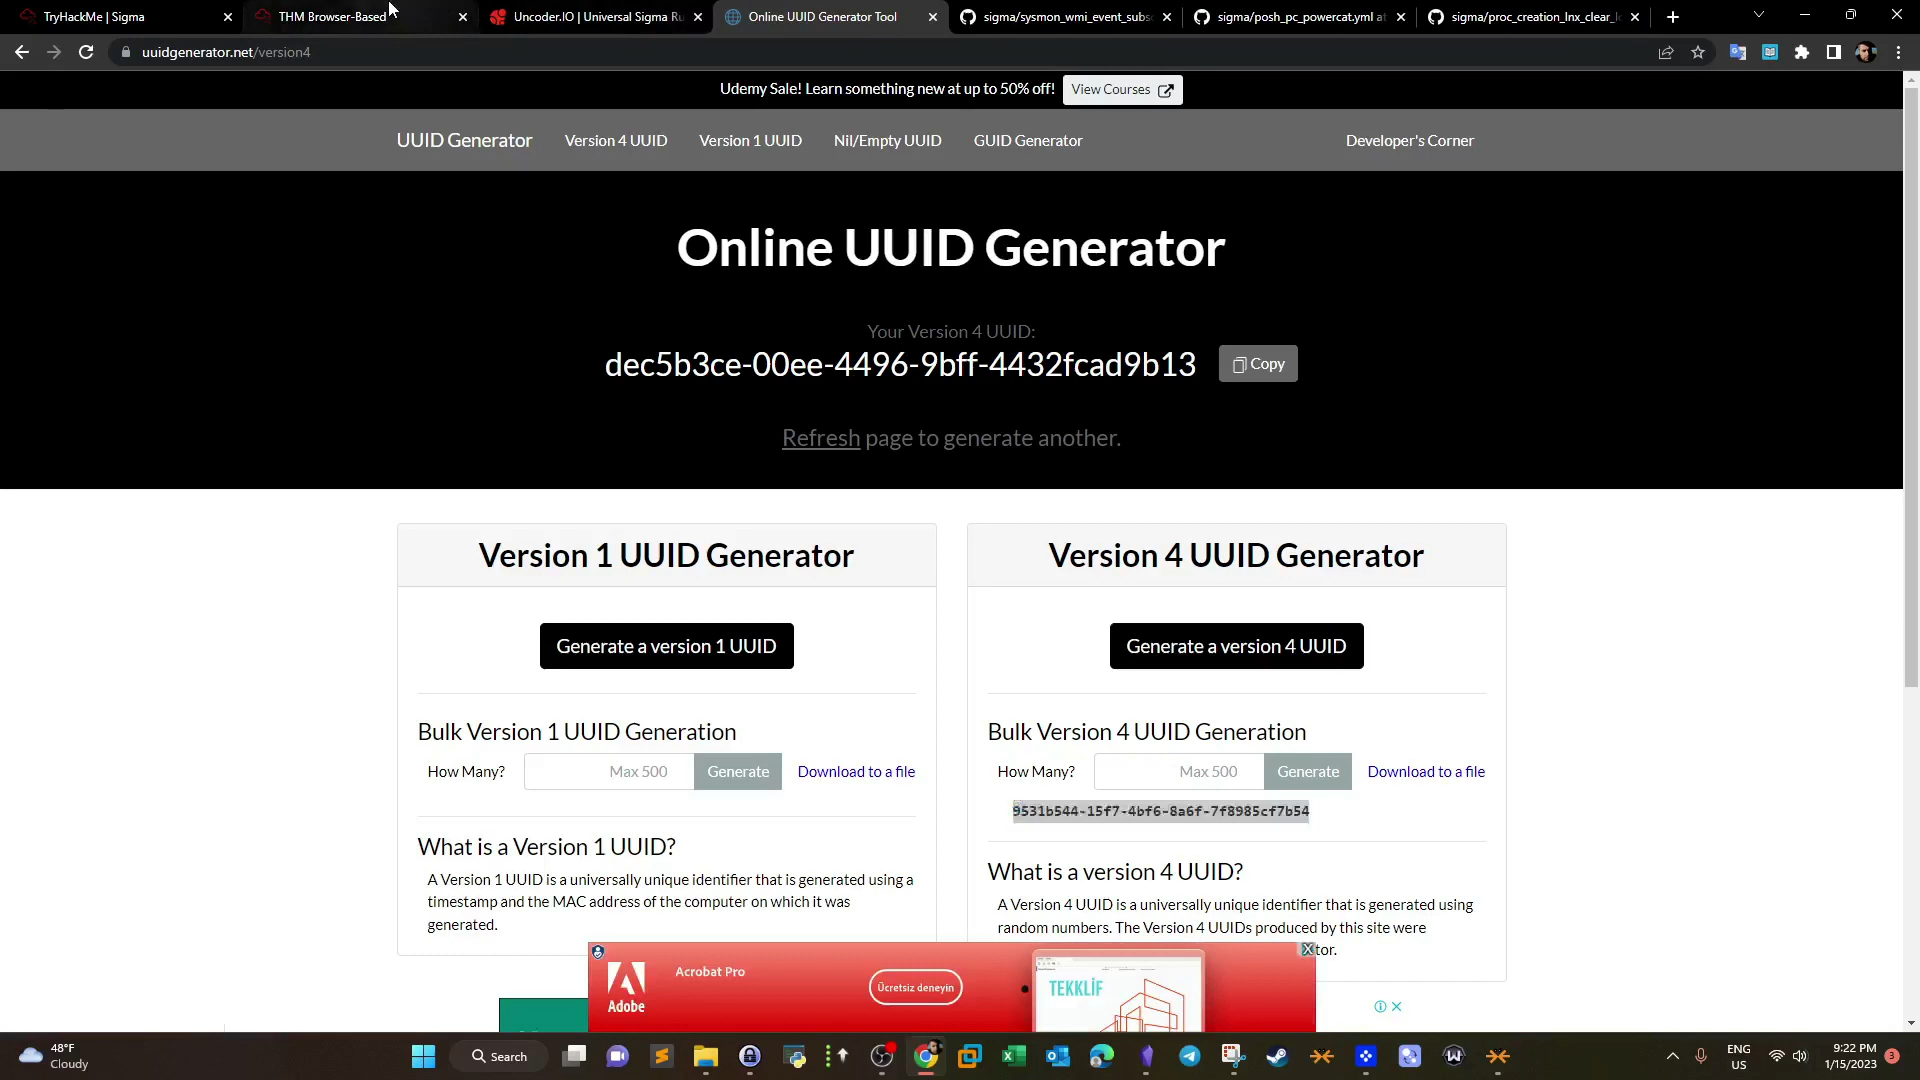 TryHackMe | Sigma
THM Browser-Based
Uncoder.IO | Universal Sigma Ru
Online UUID Generator Tool
sigma/sysmon_wmi_event_subs
sigma/posh_pc_powercat.yml at
sigma/proc_creation_lnx_clear_l
uuidgenerator.net/version4
Udemy Sale! Learn something new at up to 50% off!
View Courses
UUID Generator
Version 4 UUID
Version 1 UUID
Nil/Empty UUID
GUID Generator
Developer's Corner
Online UUID Generator
Your Version 4 UUID:
dec5b3ce-00ee-4496-9bff-4432fcad9b13
Copy
Refresh page to generate another.
Version 1 UUID Generator
Generate a version 1 UUID
Bulk Version 1 UUID Generation
How Many?
Max 500
Generate
Download to a file
What is a Version 1 UUID?
A Version 1 UUID is a universally unique identifier that is generated using a
timestamp and the MAC address of the computer on which it was
generated.
Version 4 UUID Generator
Generate a version 4 UUID
Bulk Version 4 UUID Generation
How Many?
Max 500
Generate
Download to a file
9531b544-15f7-4bf6-8a6f-7f8985cf7b54
What is a version 4 UUID?
A Version 4 UUID is a universally unique identifier that is generated using
random numbers. The Version 4 UUIDs produced by this site were
tor.
Adobe
Acrobat Pro
Ücretsiz deneyin
TEKKLİF
48°F
Cloudy
Search
ENG
US
9:22 PM
1/15/2023
3